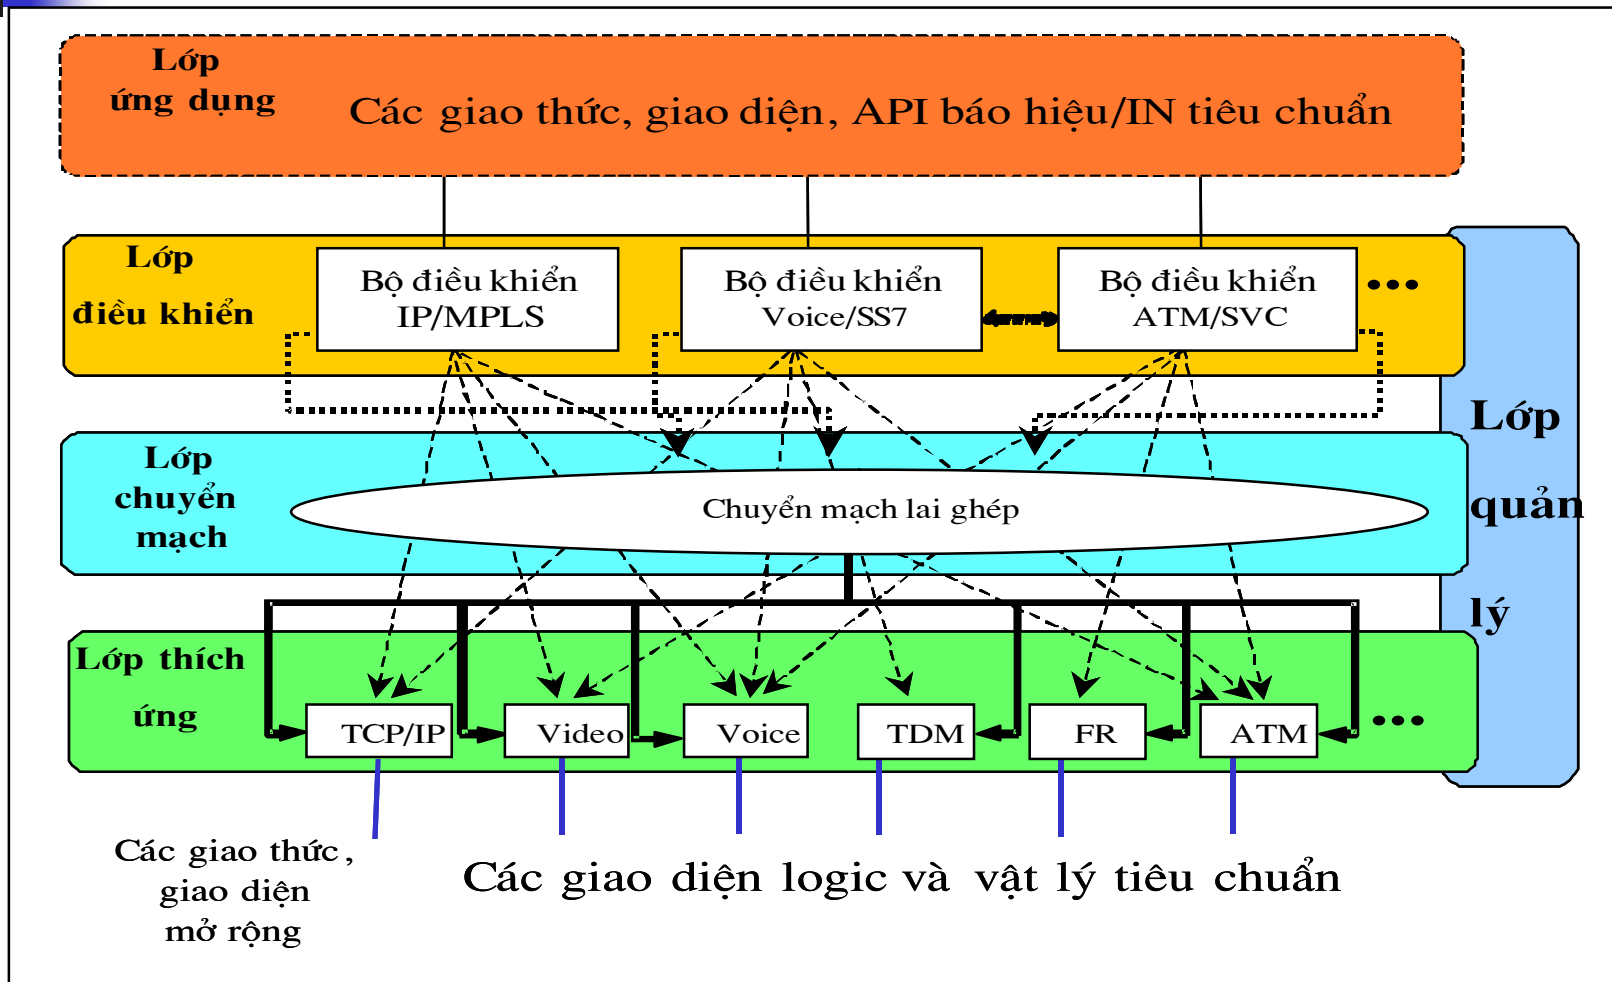 Lớp
ứng dụng
Các giao thức, giao diện, API báo hiệu/IN tiêu chuẩn
Lớp
điều khiển
Bộ điều khiển
IP/MPLS
Bộ điều khiển
Voice/SS7
Bộ điều khiển
ATM/SVC
...
Lớp
chuyển
mạch
Chuyển mạch lai ghép
Lớp
quản
lý
Lớp thích
ứng
TCP/IP
Video
Voice
TDM
FR
ATM
...
Các giao thức,
giao diện
mở rộng
Các giao diện logic và vật lý tiêu chuẩn